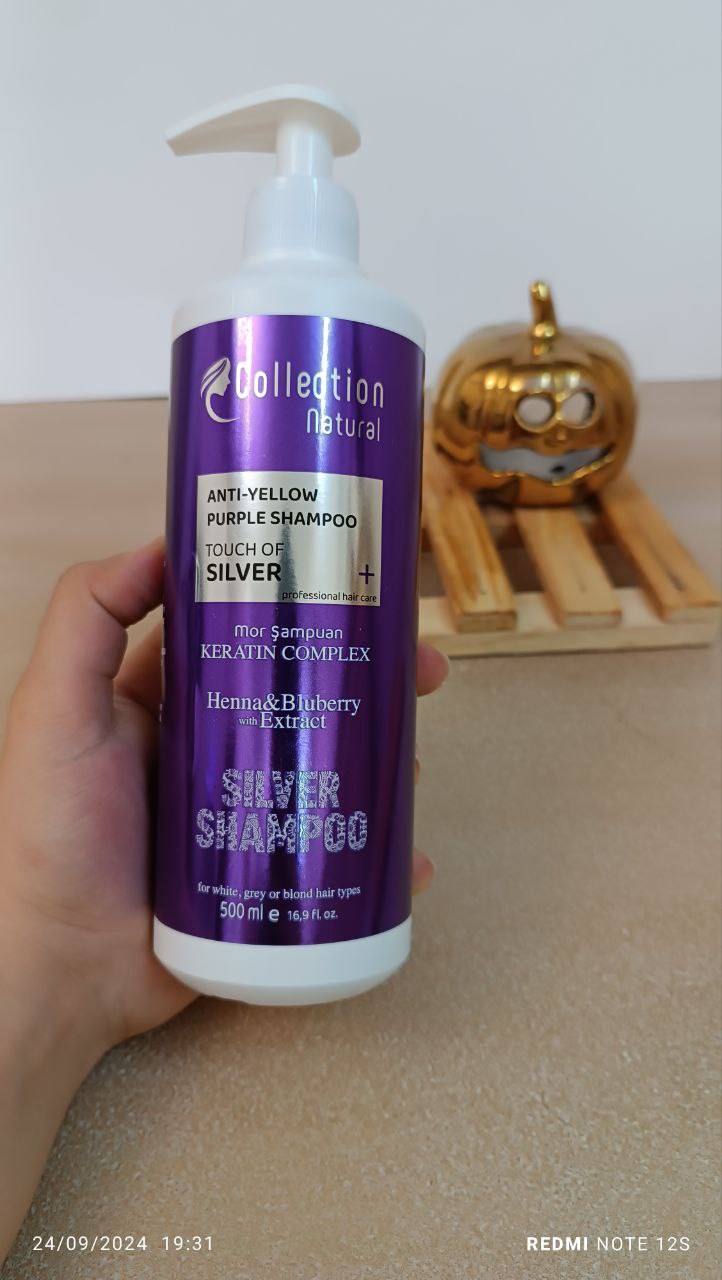 Collection
Natural
ANTI-YELLOW
PURPLE SHAMPOO
TOUCH OF
SILVER +
professional hair care
Mor Şampuan
KERATIN COMPLEX
Henna&Bluberry
with Extract
SILVER
SHAMPOO
for white, grey or blond hair types
500 ml e 16,9 fl. oz.
24/09/2024 19:31
REDMI NOTE 12S